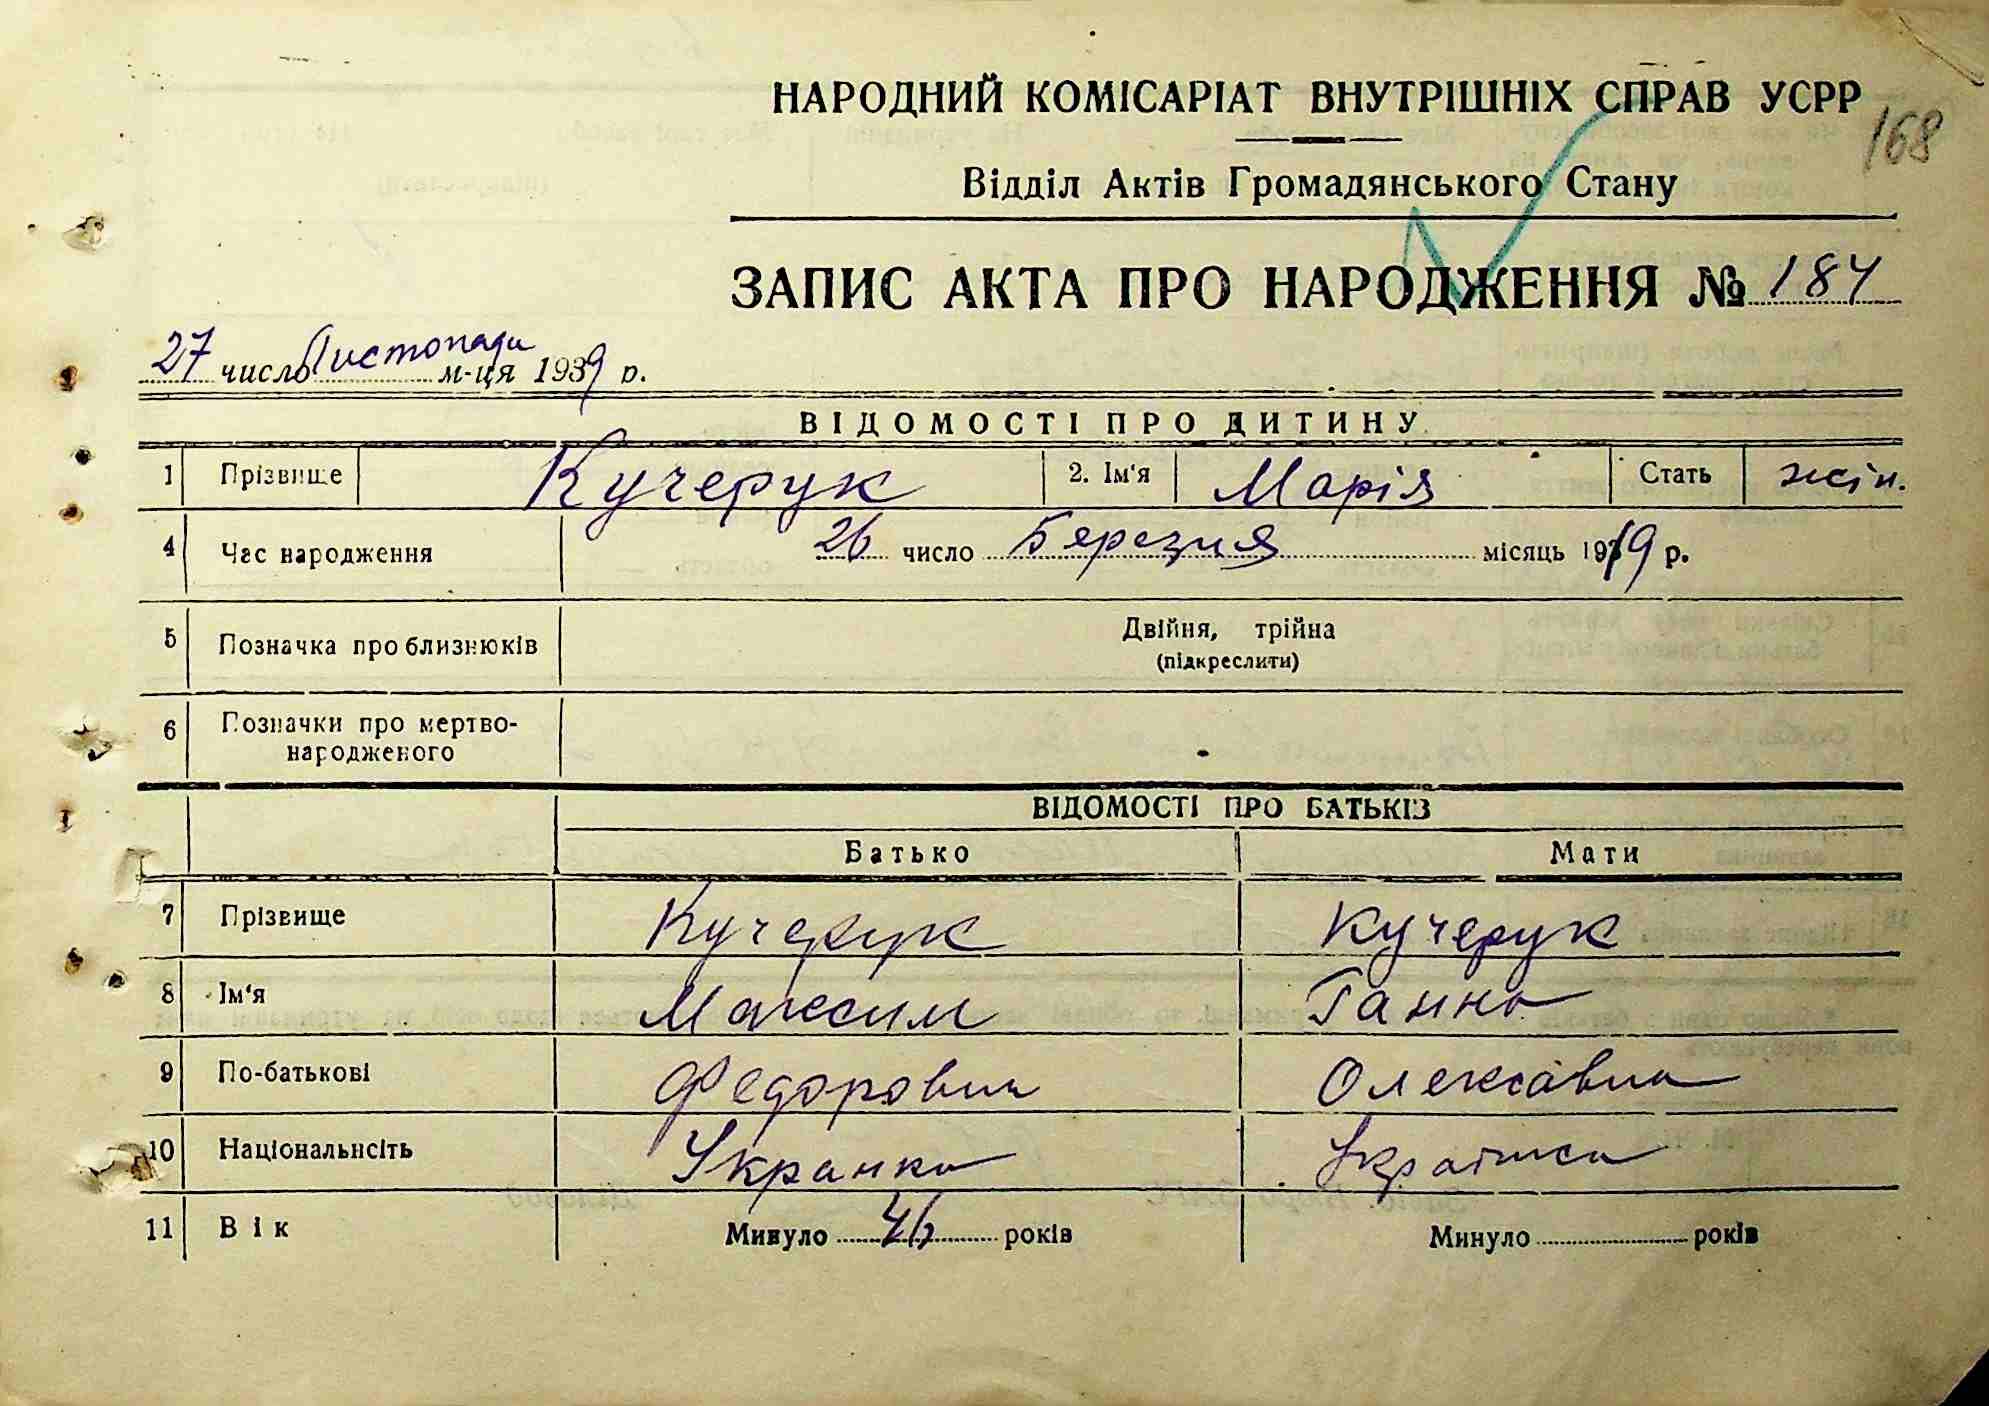 НАРОДНИЙ КОМІСАРІАТ ВНУТРІШНІХ СПРАВ УСРР
168
Відділ Актів Громадянського Стану
ЗАПИС АКТА ПРО НАРОДЖЕННЯ № 184
27 число Листопада м-ця 1939 р.
ВІДОМОСТІ ПРО ДИТИНУ
1 Прізвище Кучерук 2. Ім'я Марія Стать жін.
4 Час народження 26 число Березня місяць 1919 р.
5 Позначка про близнюків Двійня, трійна
(підкреслити)
6 Позначки про мертво-
народженого
ВІДОМОСТІ ПРО БАТЬКІВ
Батько Мати
7 Прізвище Кучерук Кучерук
8 Ім'я Максим Ганна
9 По-батькові Федорович Олексавна
10 Національнсіть Укранка Украінка
11 Вік Минуло 46 років Минуло років